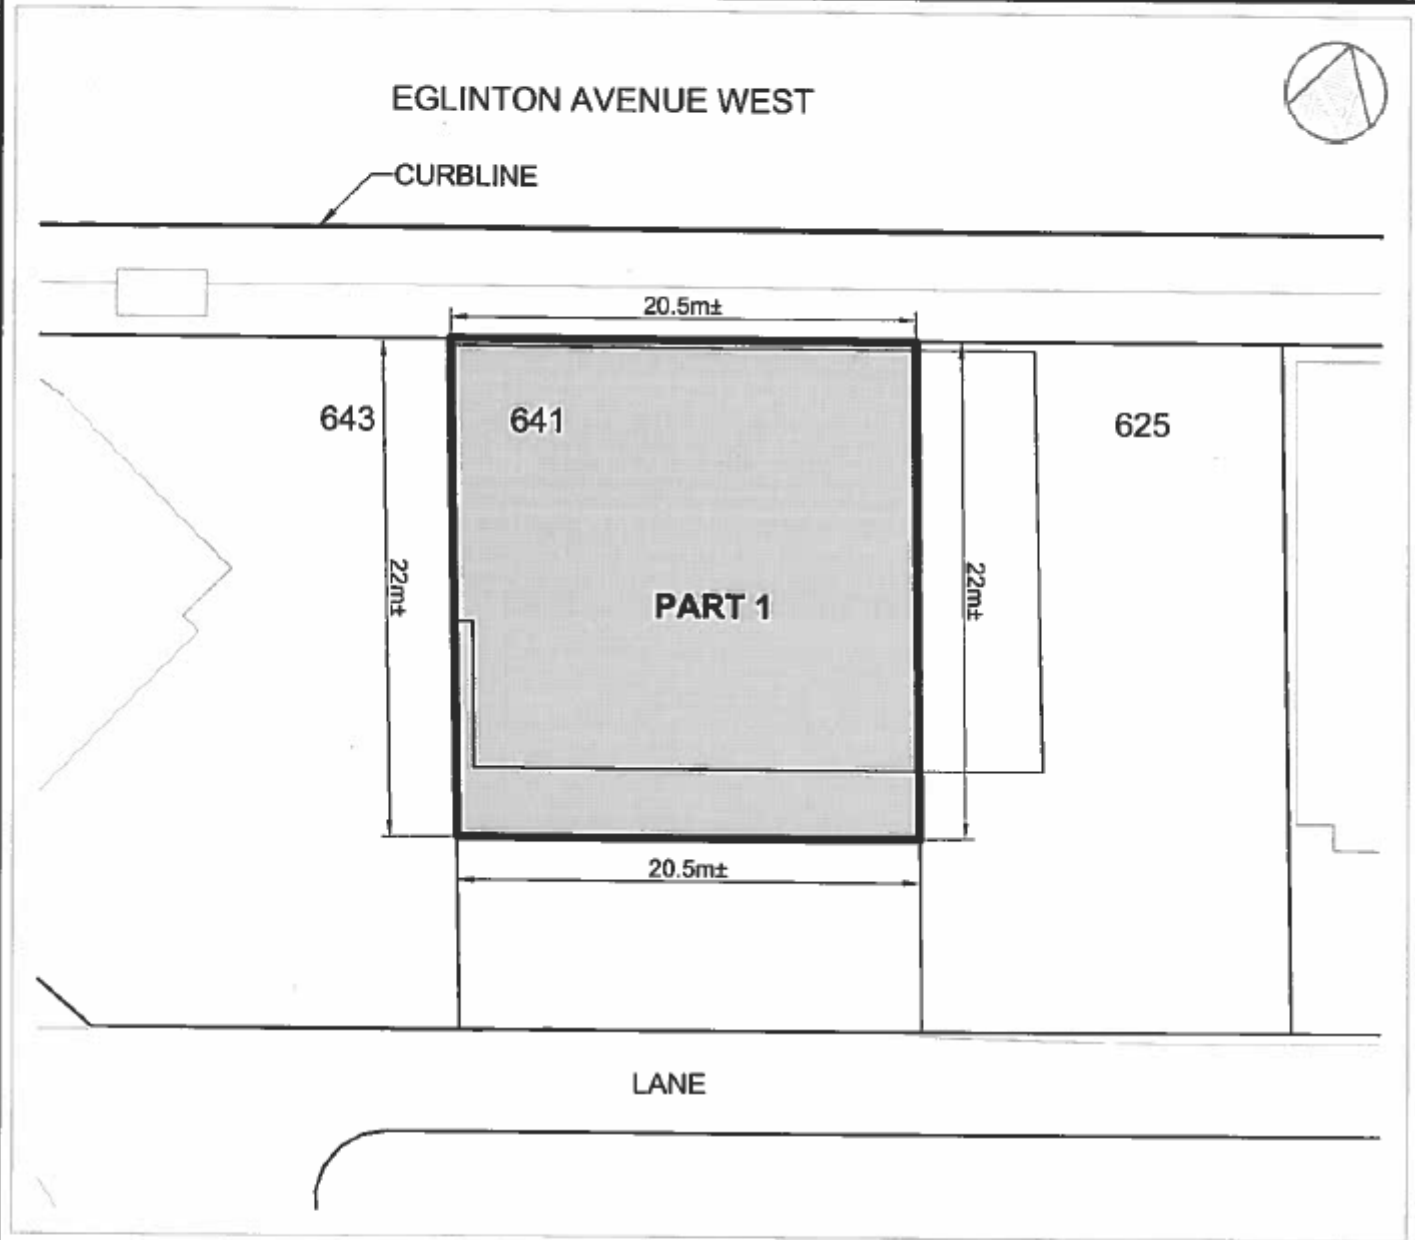 EGLINTON AVENUE WEST
CURBLINE
20.5m±
643
641
625
22m±
PART 1
22m±
20.5m±
LANE